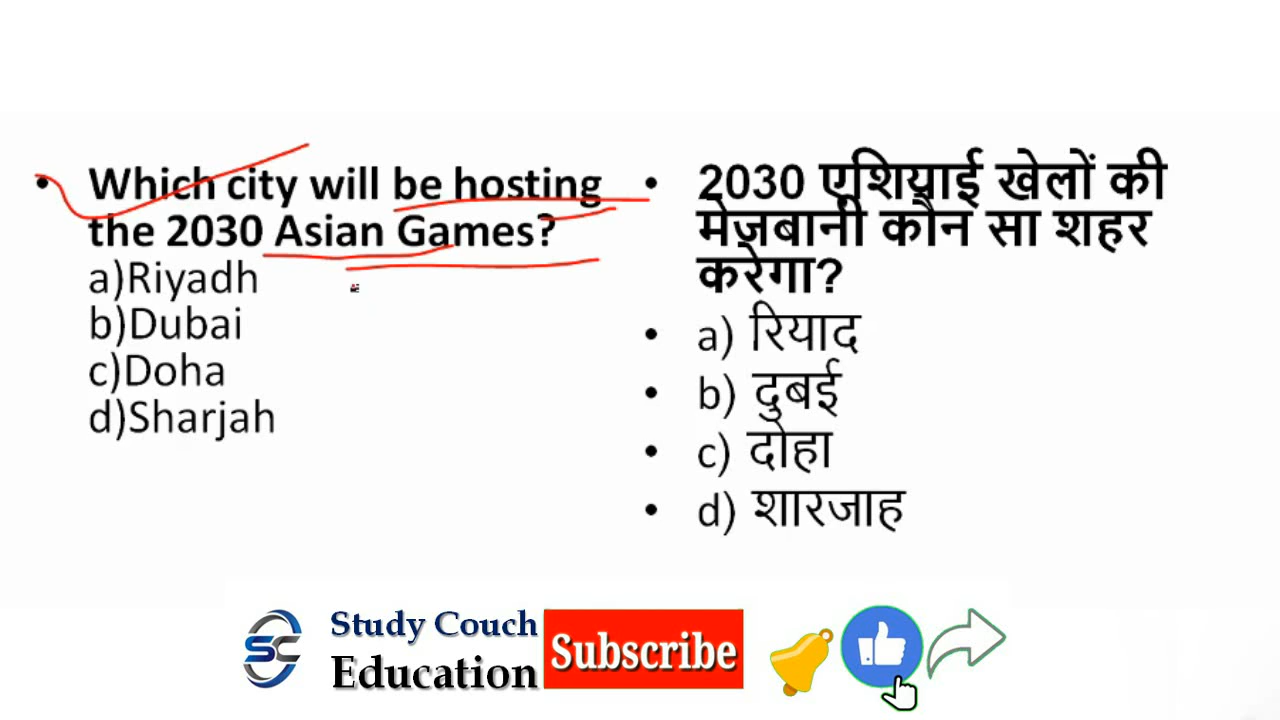 • Which city will be hosting
the 2030 Asian Games?
a)Riyadh
b)Dubai
c)Doha
d)Sharjah
• 2030 एशियाई खेलों की
मेज़बानी कौन सा शहर
करेगा?
• a) रियाद
• b) दुबई
• c) दोहा
• d) शारजाह
SC
Study Couch
Education
Subscribe